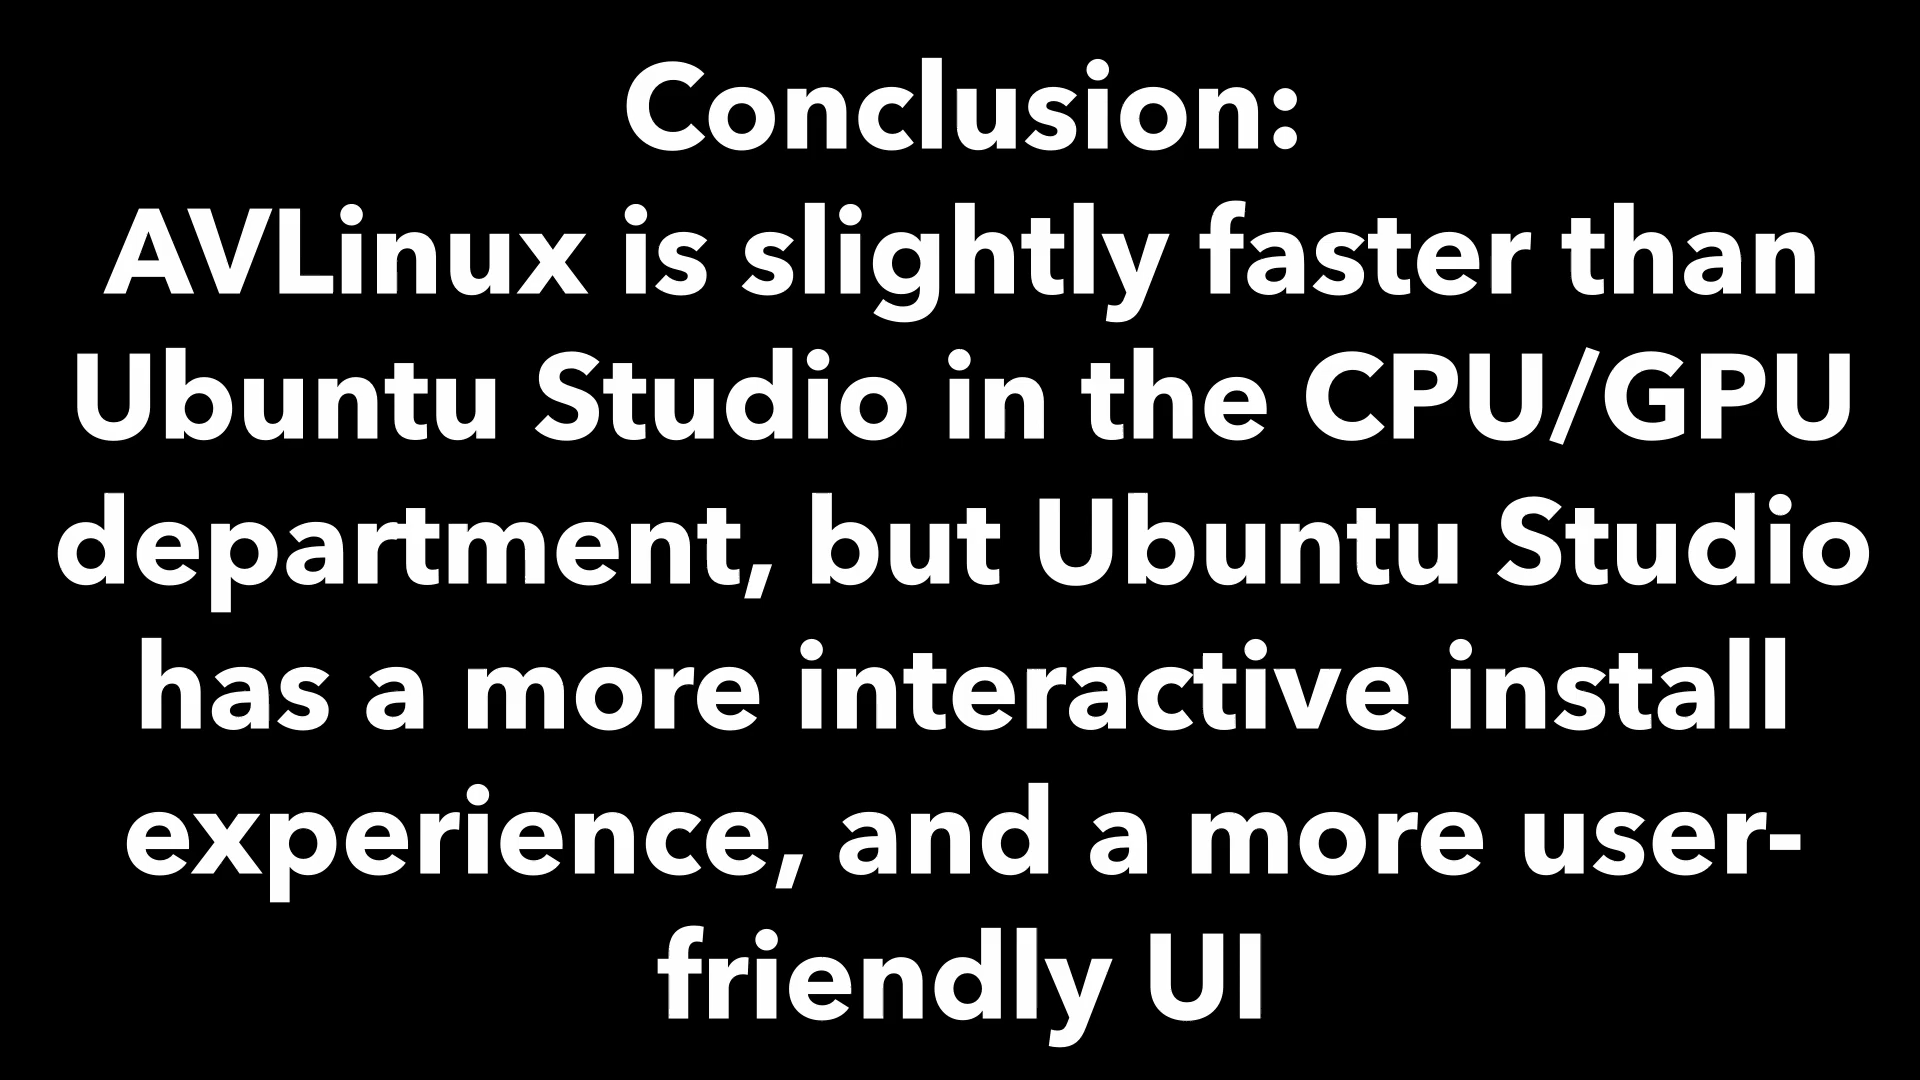 Conclusion:
AVLinux is slightly faster than
Ubuntu Studio in the CPU/GPU
department, but Ubuntu Studio
has a more interactive install
experience, and a more user-
friendly UI